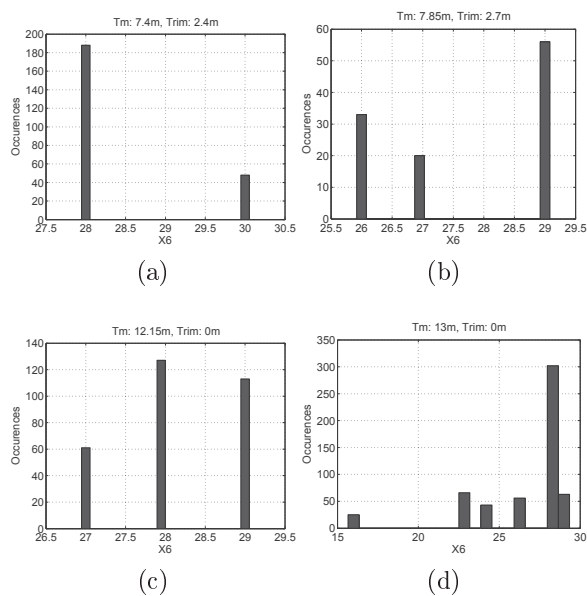 Tm: 7.4m, Trim: 2.4m
200
180
160
140
120
100
80
60
40
20
0
Occurences
27.5 28 28.5 29 29.5 30 30.5
X6
(a)
Tm: 7.85m, Trim: 2.7m
60
50
40
30
20
10
0
Occurences
25.5 26 26.5 27 27.5 28 28.5 29 29.5
X6
(b)
Tm: 12.15m, Trim: 0m
140
120
100
80
60
40
20
0
Occurences
26.5 27 27.5 28 28.5 29 29.5
X6
(c)
Tm: 13m, Trim: 0m
350
300
250
200
150
100
50
0
Occurences
15 20 25 30
X6
(d)